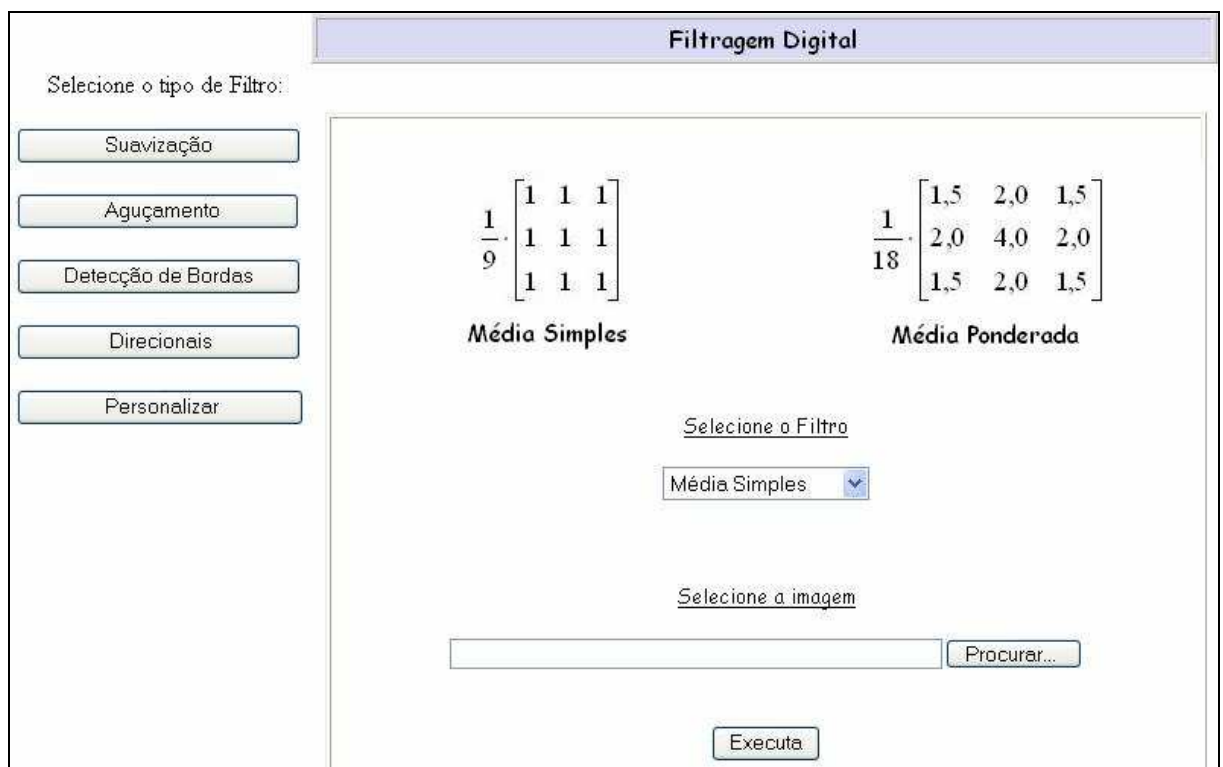 Filtragem Digital
Selecione o tipo de Filtro:
Suavização
Aguçamento
Detecção de Bordas
Direcionais
Personalizar
1/9 · [1 1 1
1 1 1
1 1 1]
Média Simples
1/18 · [1,5 2,0 1,5
2,0 4,0 2,0
1,5 2,0 1,5]
Média Ponderada
Selecione o Filtro
Média Simples
Selecione a imagem
Procurar...
Executa